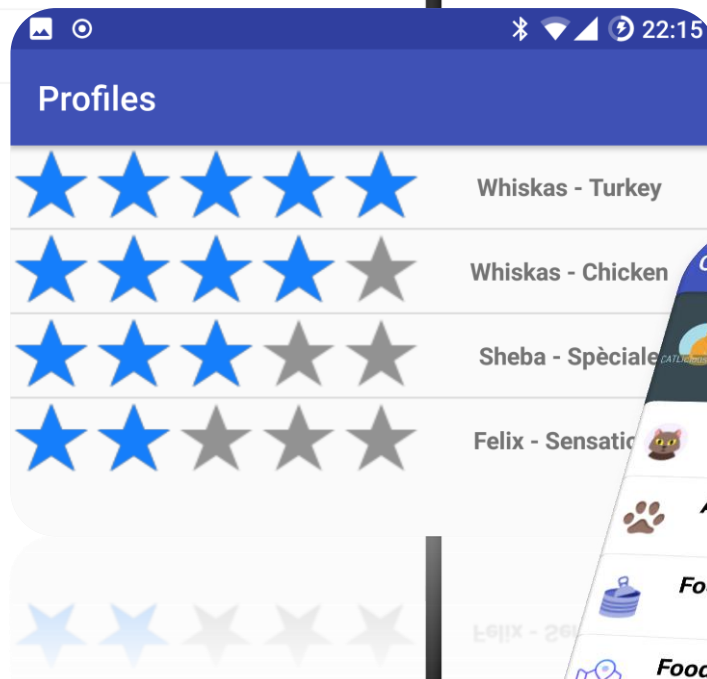 22:15
Profiles
Whiskas - Turkey
Whiskas - Chicken
Sheba - Spèciale
Felix - Sensatio
Foo
Food